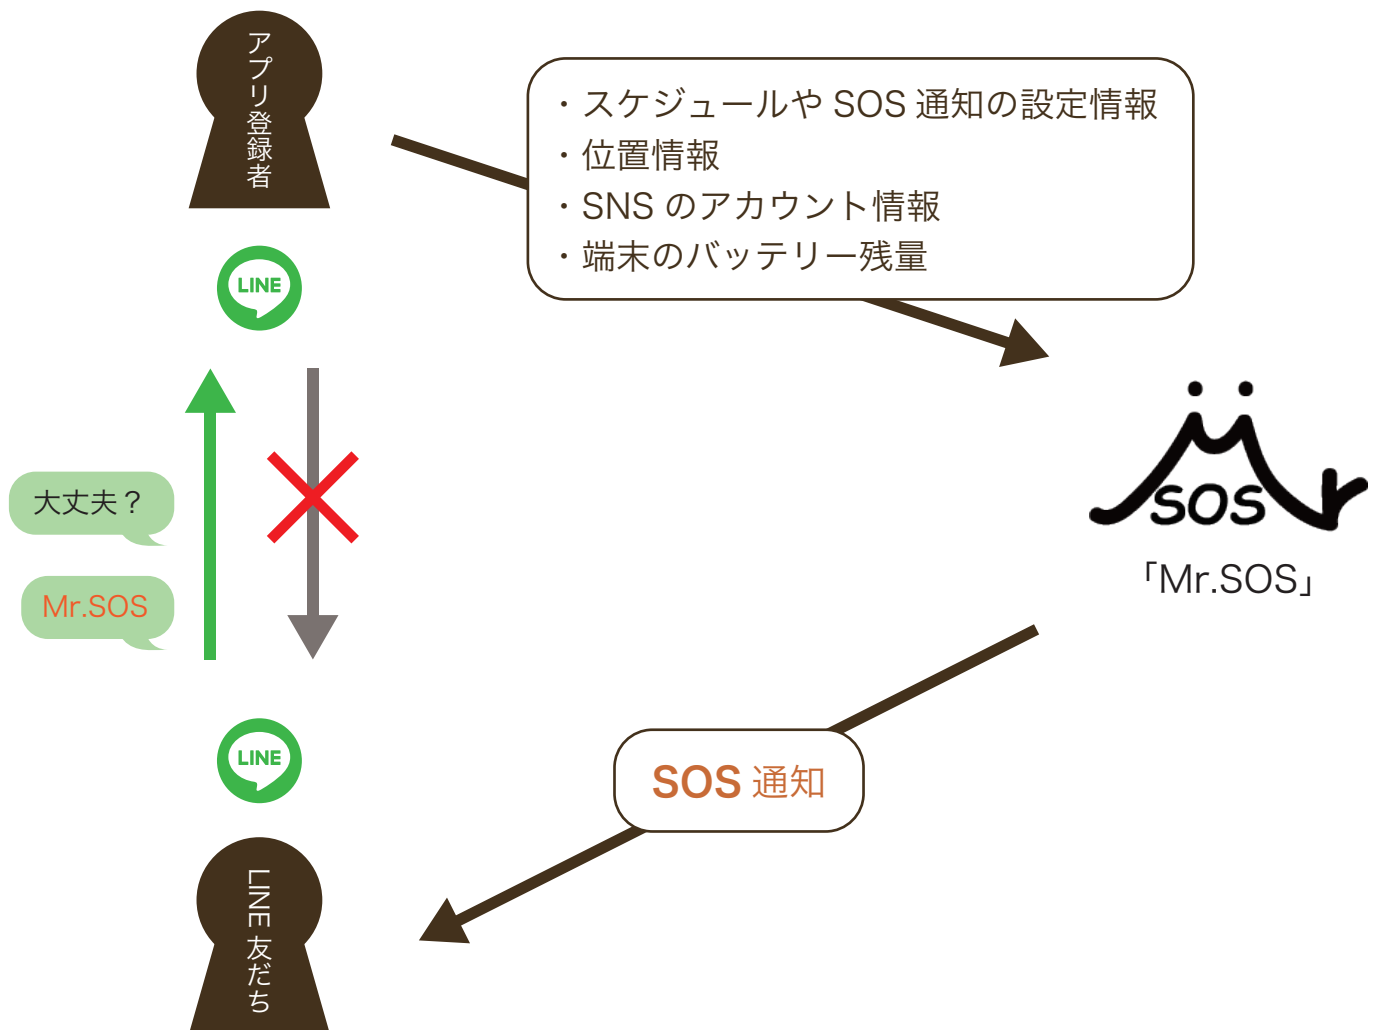 アプリ登録者
・スケジュールや SOS 通知の設定情報
・位置情報
・SNS のアカウント情報
・端末のバッテリー残量
LINE
大丈夫？
Mr.SOS
Mr
SOS
「Mr.SOS」
SOS 通知
LINE
LINE 友だち